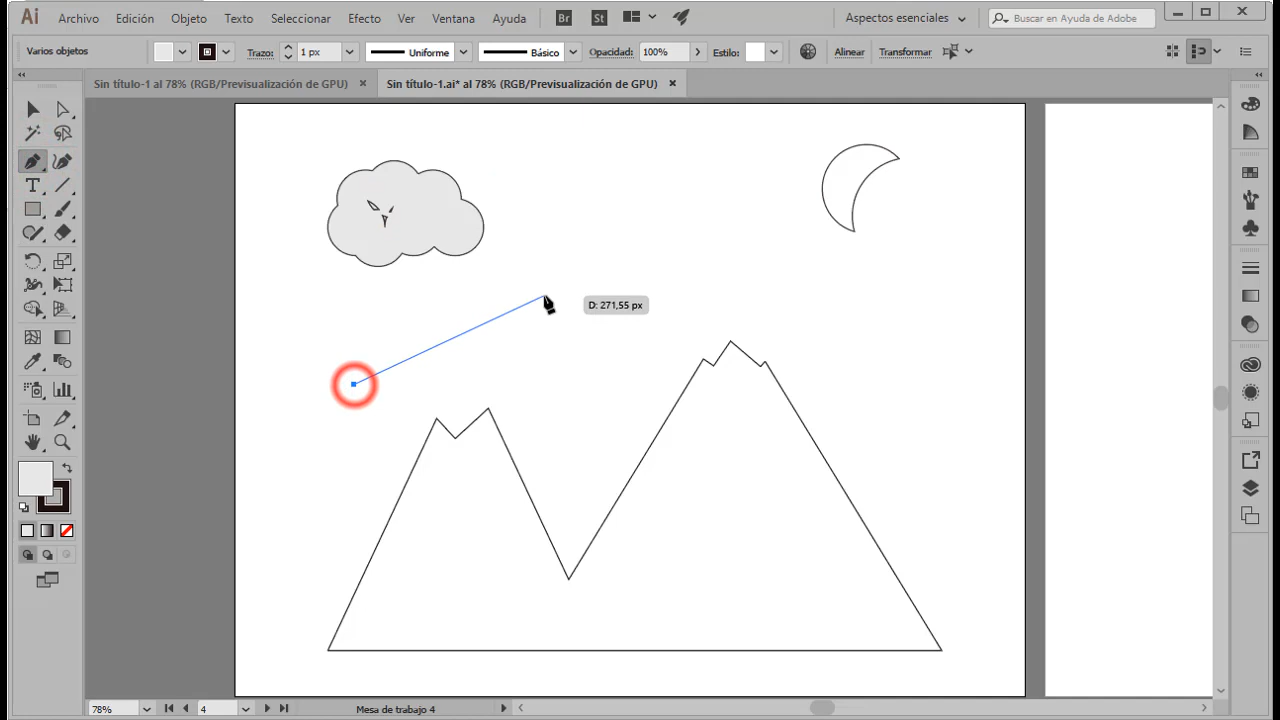 Ai Archivo Edición Objeto Texto Seleccionar Efecto Ver Ventana Ayuda Br St Aspectos esenciales Buscar en Ayuda de Adobe
Varios objetos Trazo: 1 px Uniforme Básico Opacidad: 100% Estilo: Alinear Transformar
Sin título-1 al 78% (RGB/Previsualización de GPU) Sin título-1.ai* al 78% (RGB/Previsualización de GPU)
D: 271,55 px
78% 4 Mesa de trabajo 4